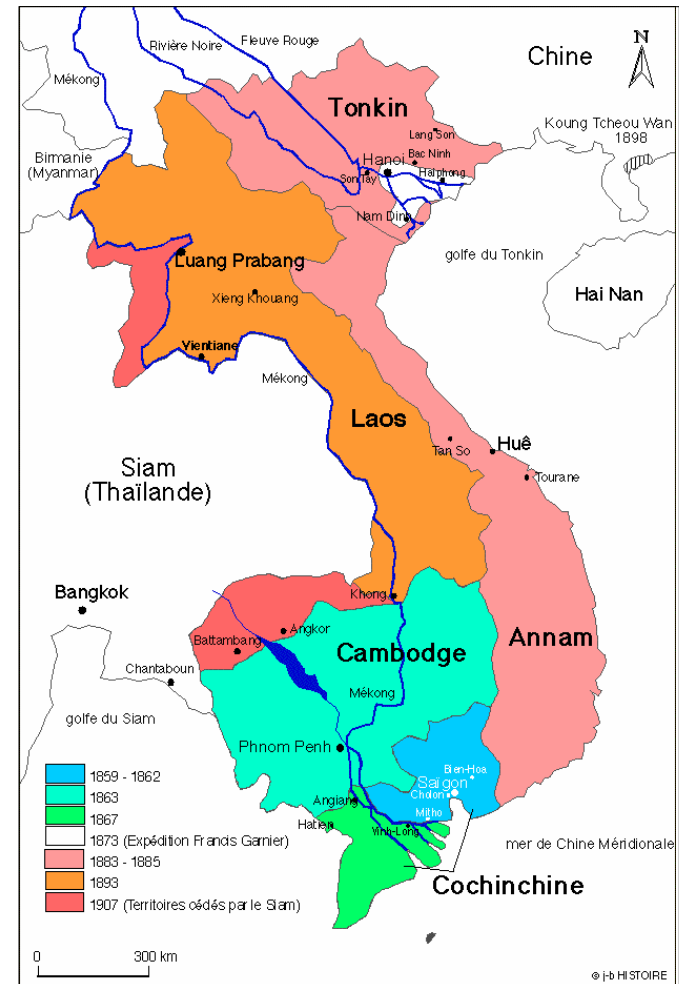 Fleuve Rouge
Rivière Noire
Chine
Mékong
Tonkin
Koung Tcheou Wan
1898
Lang Son
Bac Ninh
Birmanie
(Myanmar)
Hanoi
Haïphong
Son Tay
Nam Dinh
golfe du Tonkin
Luang Prabang
Hai Nan
Xieng Khouang
Vientiane
Mékong
Laos
Huê
Tan So
Siam
(Thaïlande)
Tourane
Khong
Bangkok
Angkor
Annam
Battambang
Cambodge
Chantaboun
Mékong
golfe du Siam
Phnom Penh
Bien-Hoa
Saïgon
Cholon
Angiang
Mitho
Hatien
Vinh-Long
mer de Chine Méridionale
Cochinchine
1859 - 1862
1863
1867
1873 (Expédition Francis Garnier)
1883 - 1885
1893
1907 (Territoires cédés par le Siam)
0
300 km
© j-b HISTOIRE